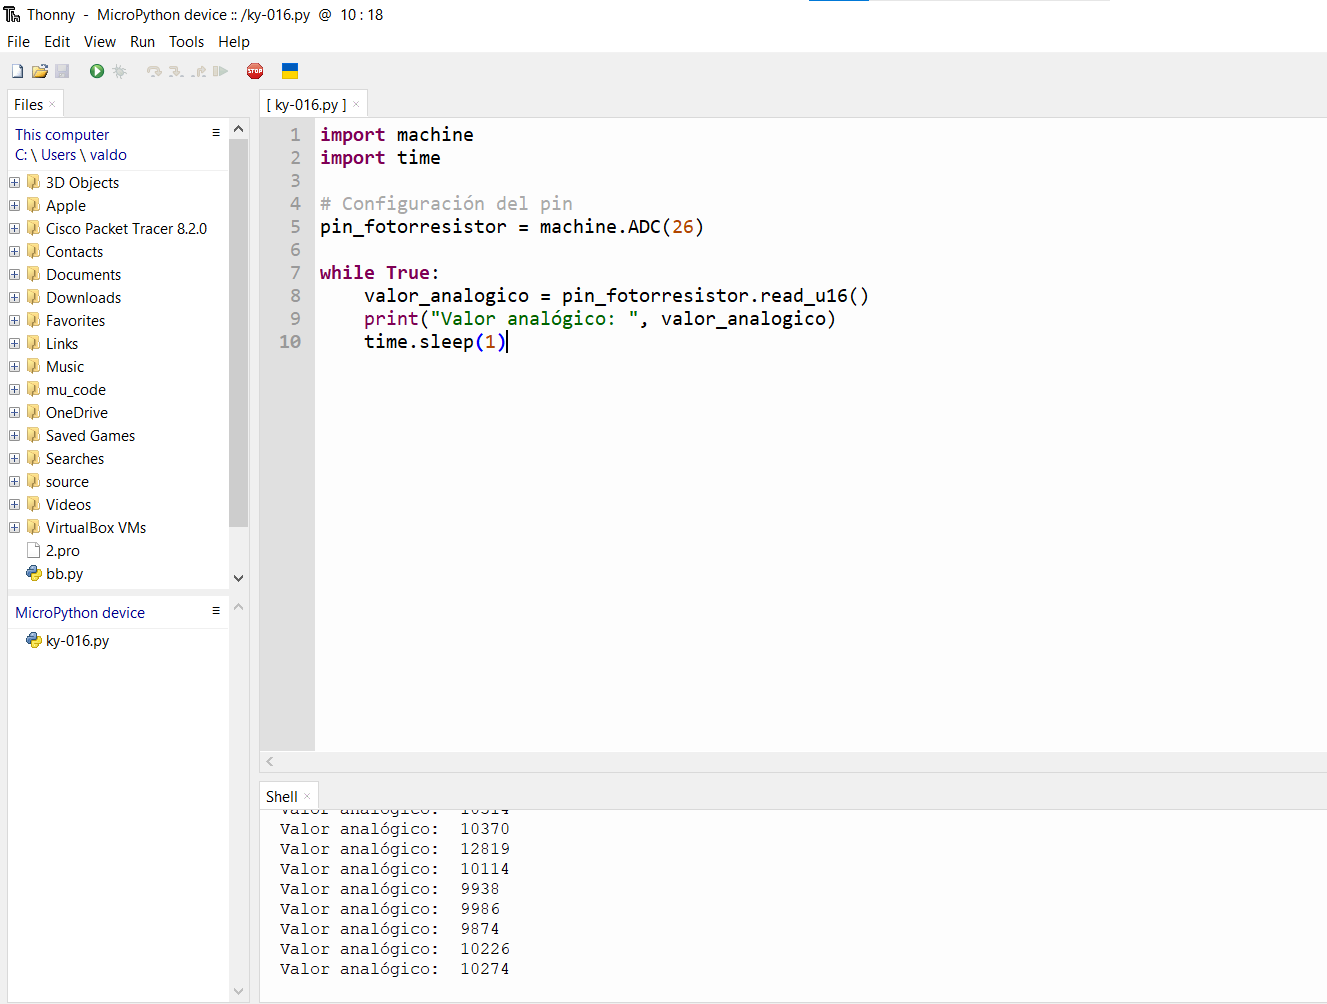 Thonny - MicroPython device :: /ky-016.py @ 10 : 18
File Edit View Run Tools Help
STOP
Files
This computer
C: \ Users \ valdo
3D Objects
Apple
Cisco Packet Tracer 8.2.0
Contacts
Documents
Downloads
Favorites
Links
Music
mu_code
OneDrive
Saved Games
Searches
source
Videos
VirtualBox VMs
2.pro
bb.py
MicroPython device
ky-016.py
[ ky-016.py ]
1 import machine
2 import time
3
4 # Configuración del pin
5 pin_fotorresistor = machine.ADC(26)
6
7 while True:
8     valor_analogico = pin_fotorresistor.read_u16()
9     print("Valor analógico: ", valor_analogico)
10     time.sleep(1)
Shell
Valor analógico:  10314
Valor analógico:  10370
Valor analógico:  12819
Valor analógico:  10114
Valor analógico:  9938
Valor analógico:  9986
Valor analógico:  9874
Valor analógico:  10226
Valor analógico:  10274